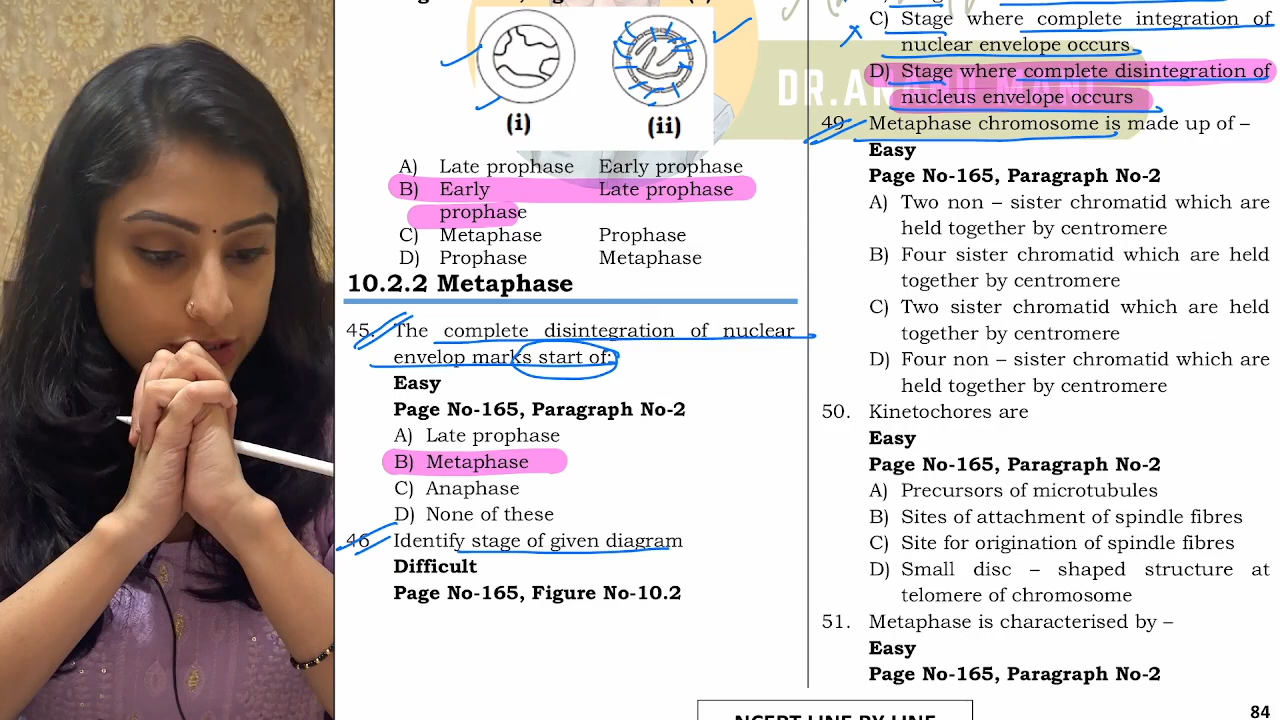 (i)
(ii)
A) Late prophase Early prophase
B) Early Late prophase
prophase
C) Metaphase Prophase
D) Prophase Metaphase
10.2.2 Metaphase
45. The complete disintegration of nuclear
envelop marks start of:
Easy
Page No-165, Paragraph No-2
A) Late prophase
B) Metaphase
C) Anaphase
D) None of these
46. Identify stage of given diagram
Difficult
Page No-165, Figure No-10.2
C) Stage where complete integration of
nuclear envelope occurs
D) Stage where complete disintegration of
nucleus envelope occurs
49. Metaphase chromosome is made up of –
Easy
Page No-165, Paragraph No-2
A) Two non – sister chromatid which are
held together by centromere
B) Four sister chromatid which are held
together by centromere
C) Two sister chromatid which are held
together by centromere
D) Four non – sister chromatid which are
held together by centromere
50. Kinetochores are
Easy
Page No-165, Paragraph No-2
A) Precursors of microtubules
B) Sites of attachment of spindle fibres
C) Site for origination of spindle fibres
D) Small disc – shaped structure at
telomere of chromosome
51. Metaphase is characterised by –
Easy
Page No-165, Paragraph No-2
NCERT LINE BY LINE
84